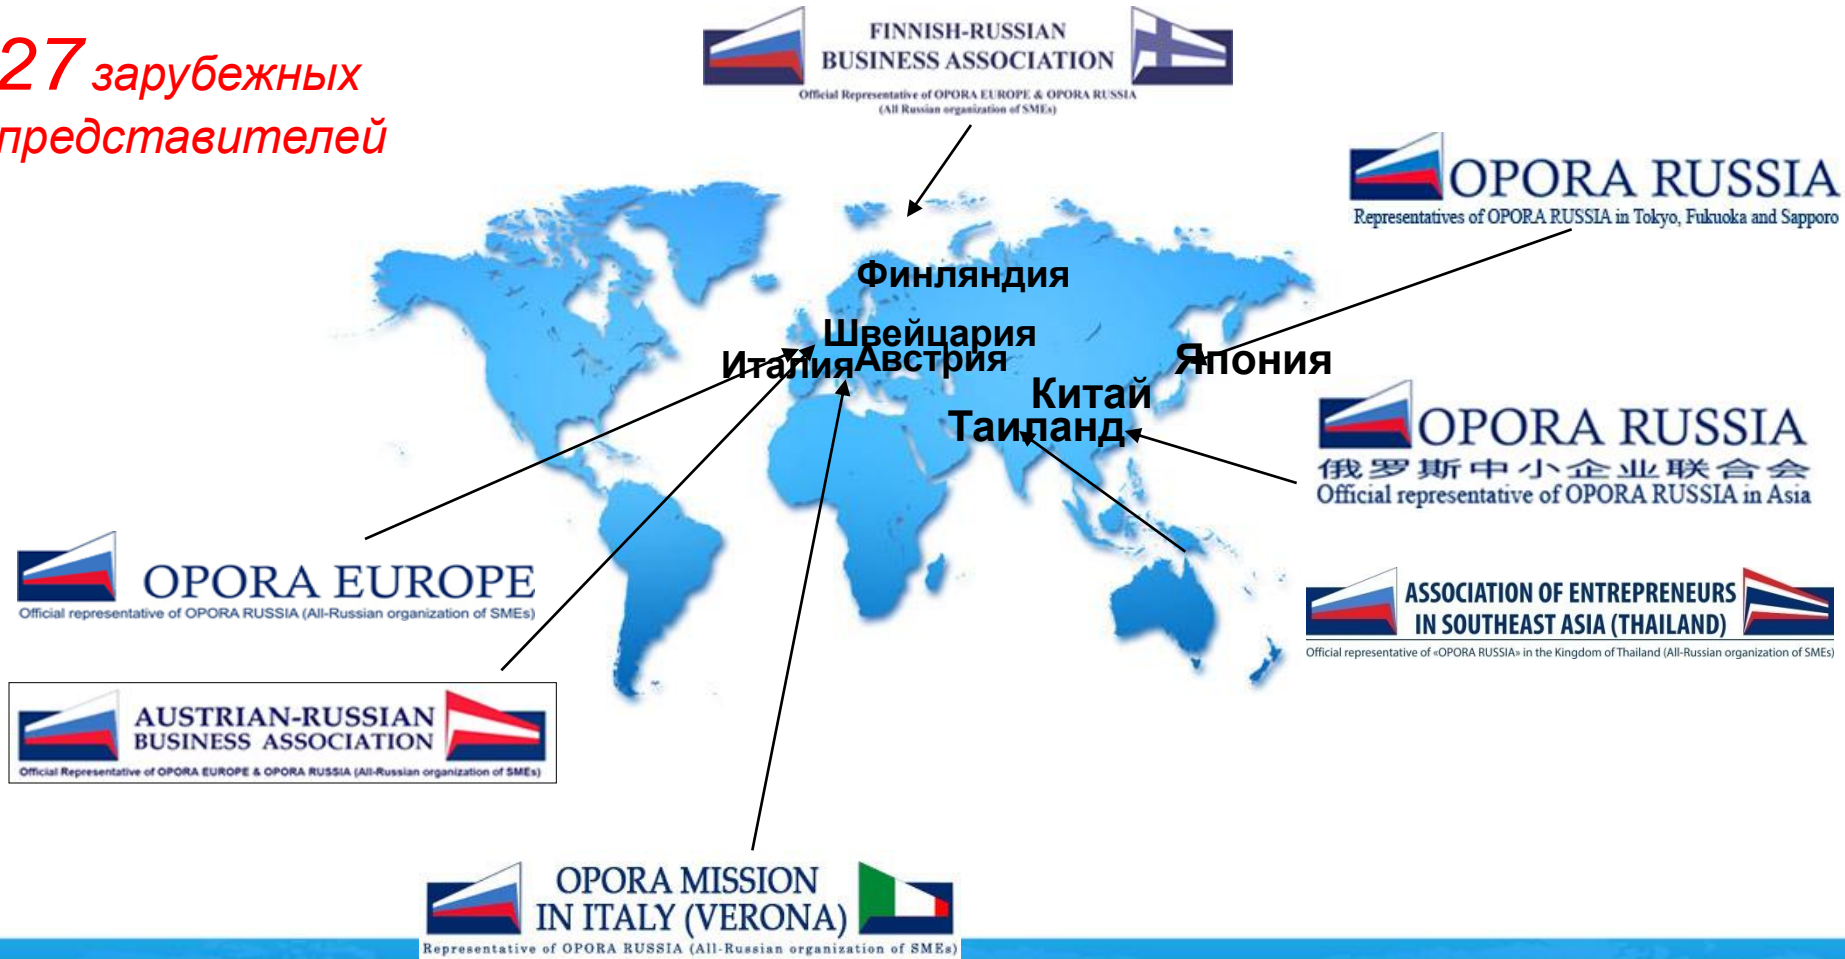 27 зарубежных
представителей
FINNISH-RUSSIAN
BUSINESS ASSOCIATION
Official Representative of OPORA EUROPE & OPORA RUSSIA
(All Russian organization of SMEs)
OPORA RUSSIA
Representatives of OPORA RUSSIA in Tokyo, Fukuoka and Sapporo
Финляндия
Швейцария
Италия
Австрия
Япония
Китай
Таиланд
OPORA RUSSIA
俄罗斯中小企业联合会
Official representative of OPORA RUSSIA in Asia
OPORA EUROPE
Official representative of OPORA RUSSIA (All-Russian organization of SMEs)
ASSOCIATION OF ENTREPRENEURS
IN SOUTHEAST ASIA (THAILAND)
Official representative of «OPORA RUSSIA» in the Kingdom of Thailand (All-Russian organization of SMEs)
AUSTRIAN-RUSSIAN
BUSINESS ASSOCIATION
Official Representative of OPORA EUROPE & OPORA RUSSIA (All-Russian organization of SMEs)
OPORA MISSION
IN ITALY (VERONA)
Representative of OPORA RUSSIA (All-Russian organization of SMEs)